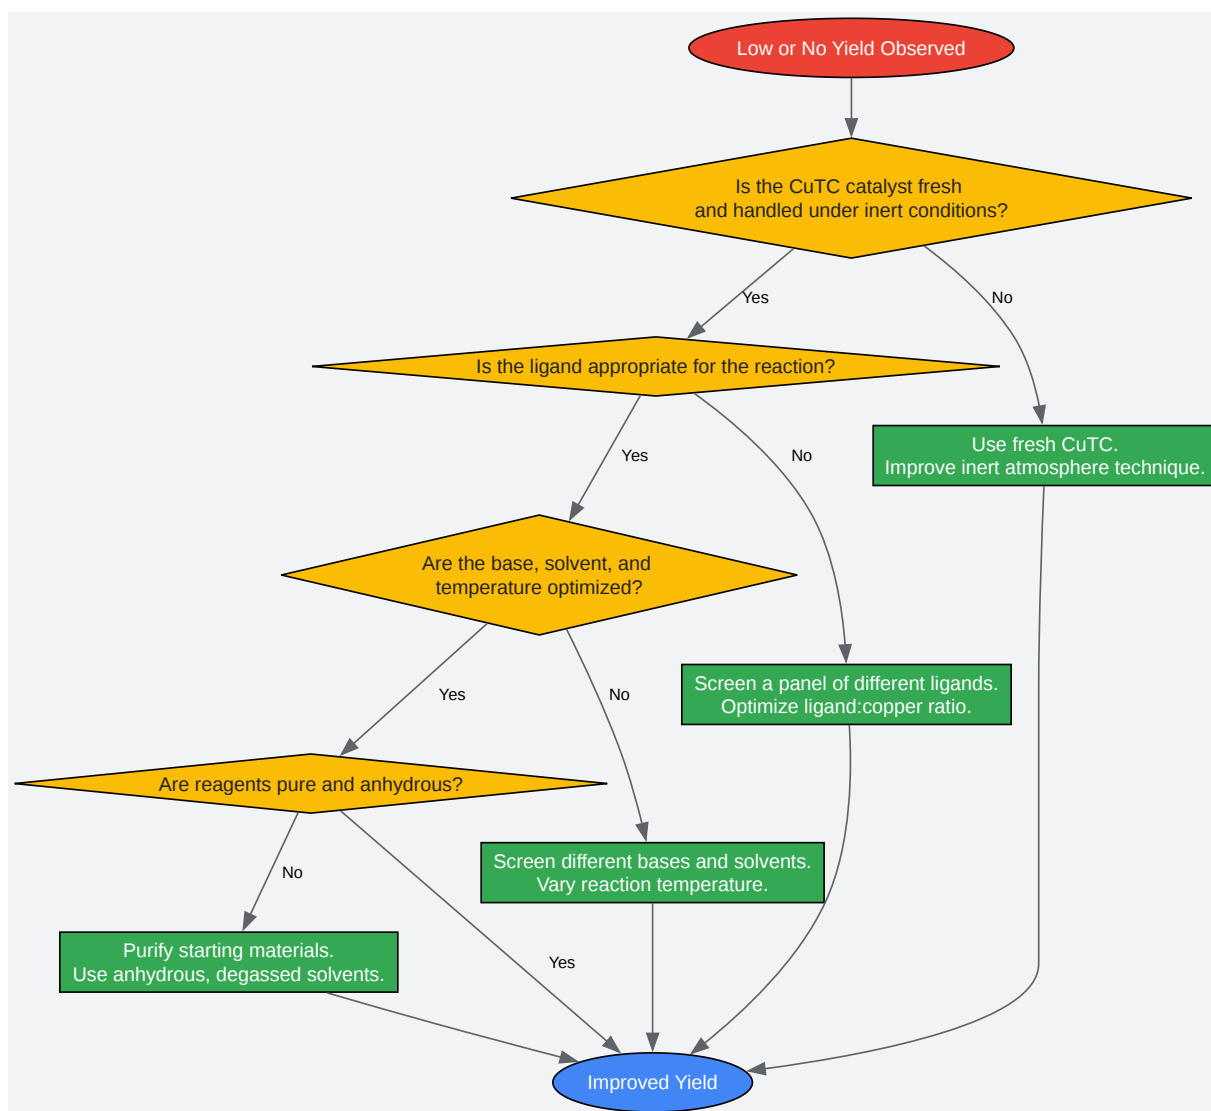 Low or No Yield Observed
Is the CuTC catalyst fresh
and handled under inert conditions?
Yes
No
Is the ligand appropriate for the reaction?
Use fresh CuTC.
Improve inert atmosphere technique.
Yes
No
Are the base, solvent, and
temperature optimized?
Screen a panel of different ligands.
Optimize ligand:copper ratio.
Yes
No
Are reagents pure and anhydrous?
Screen different bases and solvents.
Vary reaction temperature.
No
Yes
Purify starting materials.
Use anhydrous, degassed solvents.
Improved Yield